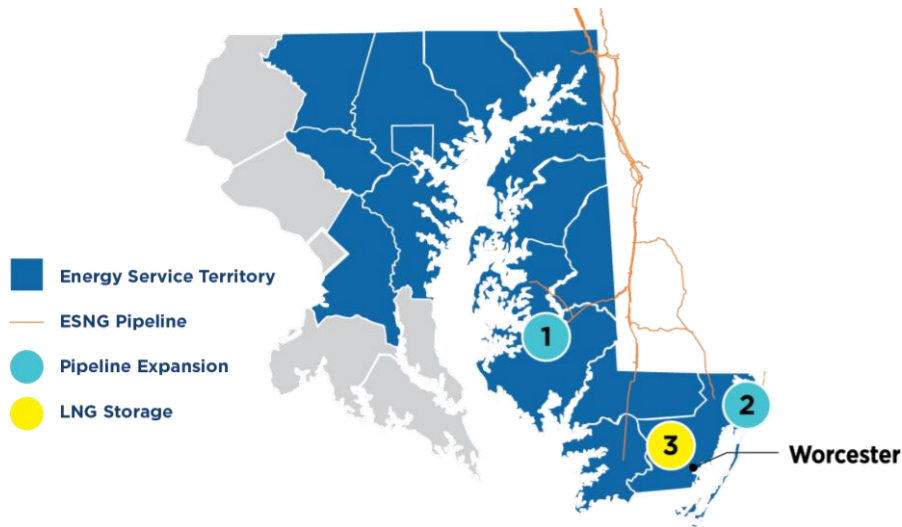 Energy Service Territory
ESNG Pipeline
Pipeline Expansion
LNG Storage
1
2
3
Worcester